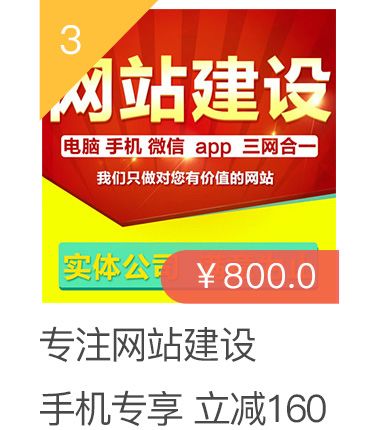 3
网站建设
电脑 手机 微信 app 三网合一
我们只做对您有价值的网站
实体公司
￥800.0
专注网站建设
手机专享 立减160